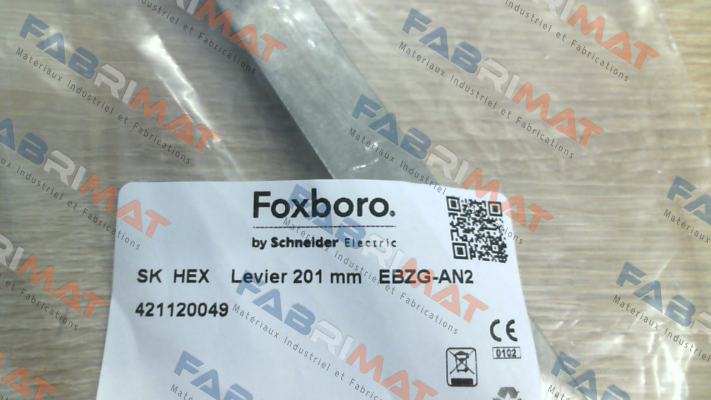 Foxboro.
by Schneider Electric
SK HEX Levier 201 mm EBZG-AN2
421120049
CE
0102
FABRIMAT
Matériaux Industriel et Fabrications